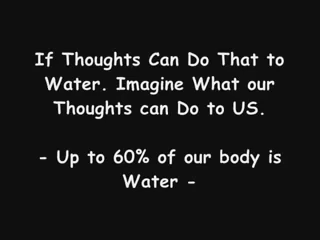 If Thoughts Can Do That to
Water. Imagine What our
Thoughts can Do to US.
- Up to 60% of our body is
Water -